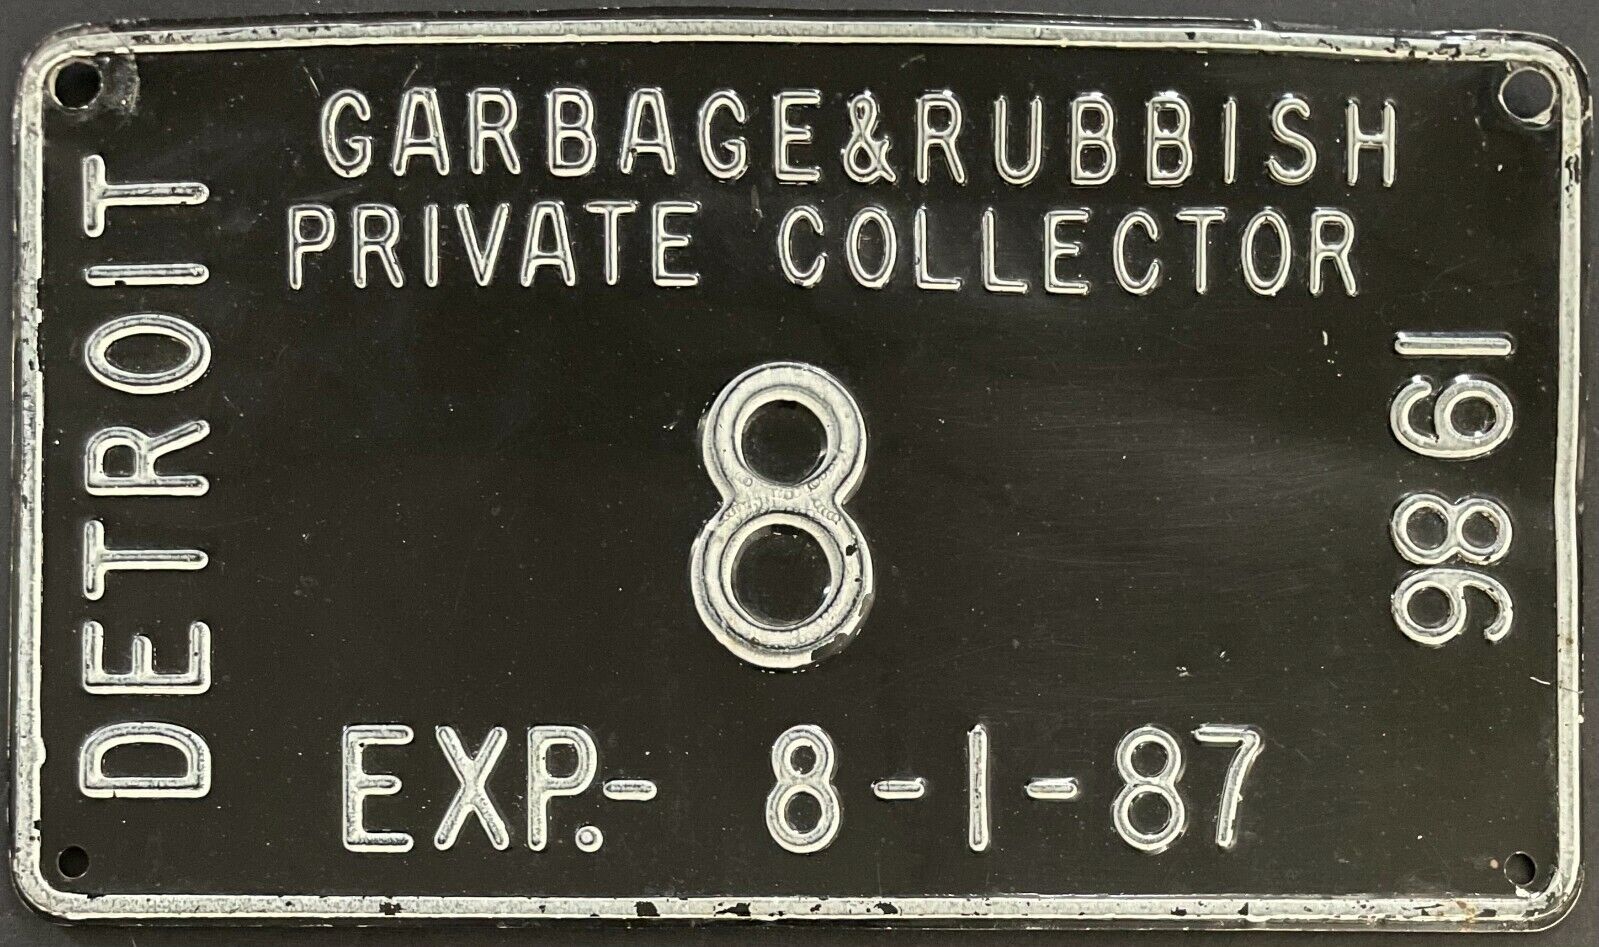 GARBAGE&RUBBISH
PRIVATE COLLECTOR
DETROIT
8
1986
EXP.- 8-1-87